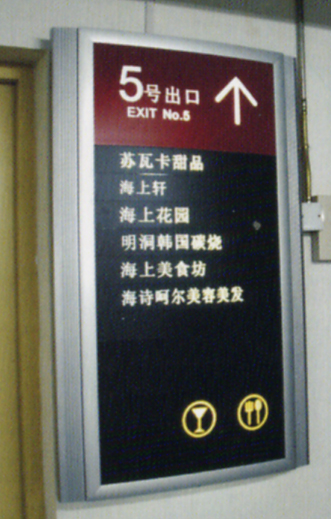 5号出口
EXIT No.5
苏瓦卡甜品
海上轩
海上花园
明洞韩国碳烧
海上美食坊
海诗呵尔美容美发